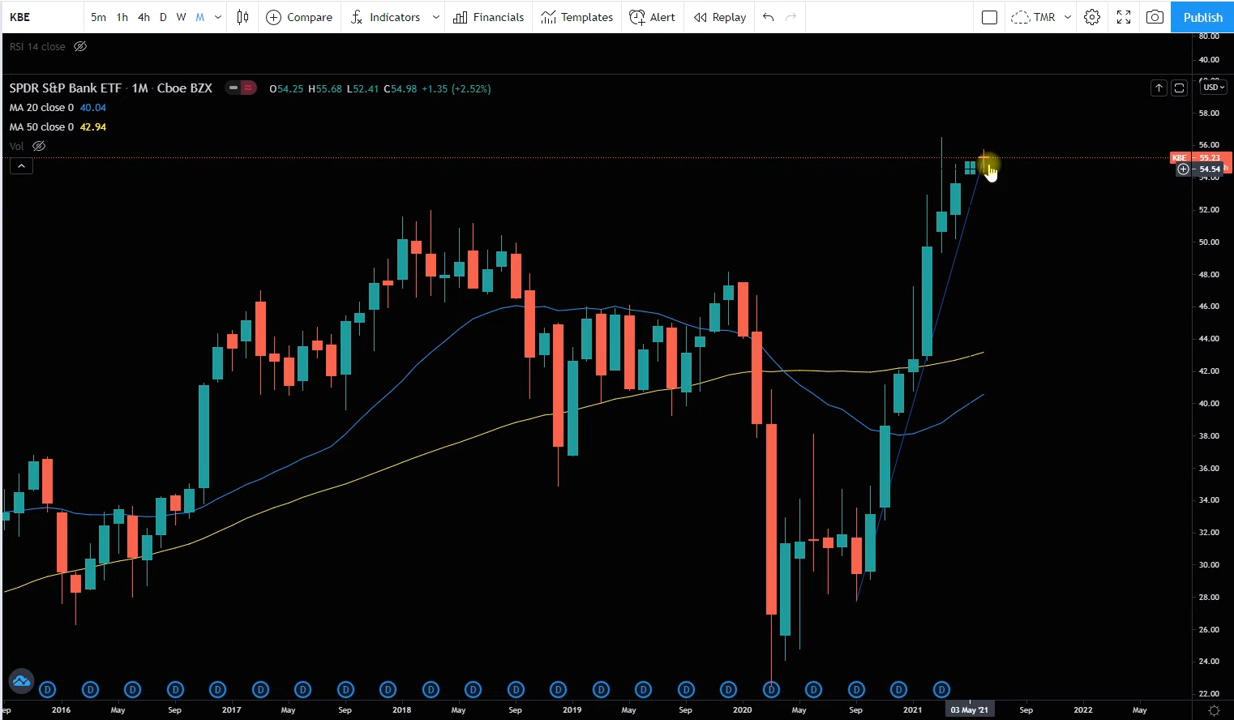 KBE 5m 1h 4h D W M Compare Indicators Financials Templates Alert Replay TMR Publish
RSI 14 close
80.00
40.00
SPDR S&P Bank ETF · 1M · Cboe BZX O54.25 H55.68 L52.41 C54.98 +1.35 (+2.52%)
USD
MA 20 close 0 40.04
MA 50 close 0 42.94
Vol
58.00
56.00
KBE 55.23
54.54
54.00
52.00
50.00
48.00
46.00
44.00
42.00
40.00
38.00
36.00
34.00
32.00
30.00
28.00
26.00
24.00
22.00
D D D D D D D D D D D D D D D D D D D D D D
ep 2016 May Sep 2017 May Sep 2018 May Sep 2019 May Sep 2020 May Sep 2021 03 May '21 Sep 2022 May